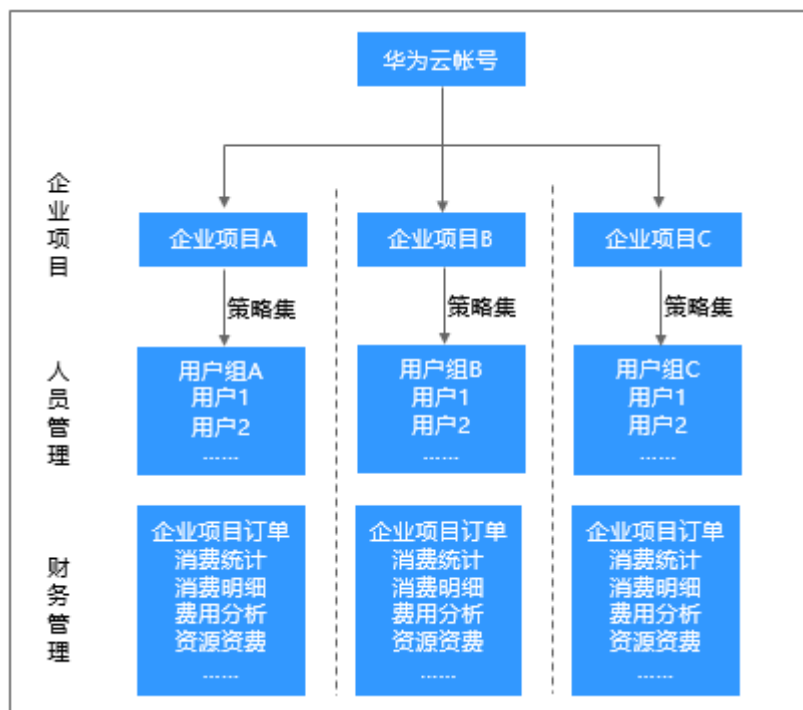 华为云帐号
企业项目
企业项目A
企业项目B
企业项目C
策略集
策略集
策略集
人员管理
用户组A
用户1
用户2
……
用户组B
用户1
用户2
……
用户组C
用户1
用户2
……
财务管理
企业项目订单
消费统计
消费明细
费用分析
资源资费
……
企业项目订单
消费统计
消费明细
费用分析
资源资费
……
企业项目订单
消费统计
消费明细
费用分析
资源资费
……